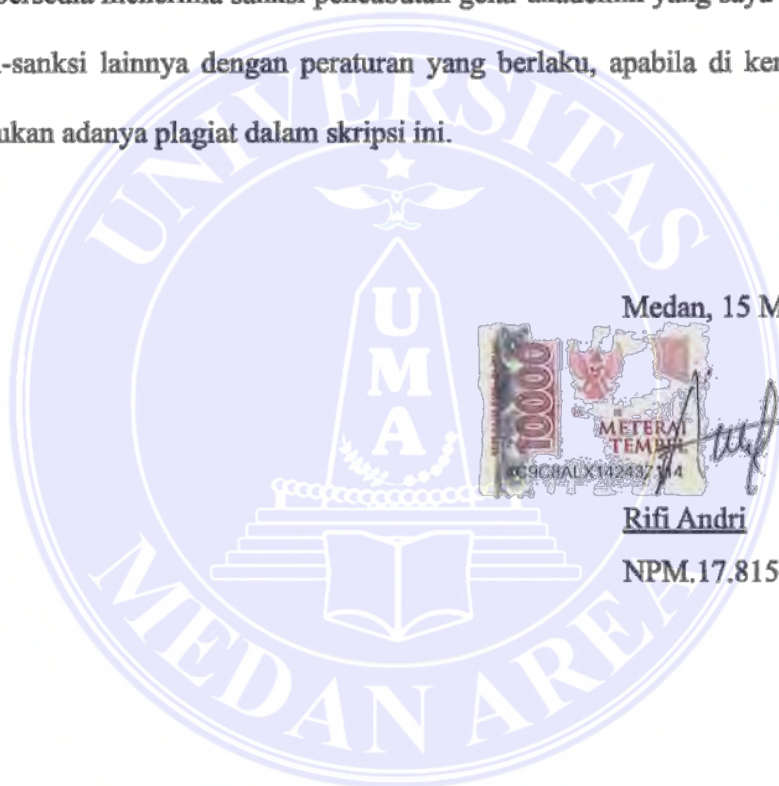 bersedia menerima sanksi pencabutan gelar akademik yang saya
-sanksi lainnya dengan peraturan yang berlaku, apabila di
ukan adanya plagiat dalam skripsi ini.
UNIVERSITAS
UMA
Medan, 15 M
10000
METERAI
TEMPEL
Rifi Andri
NPM.17.815
MEDAN AREA